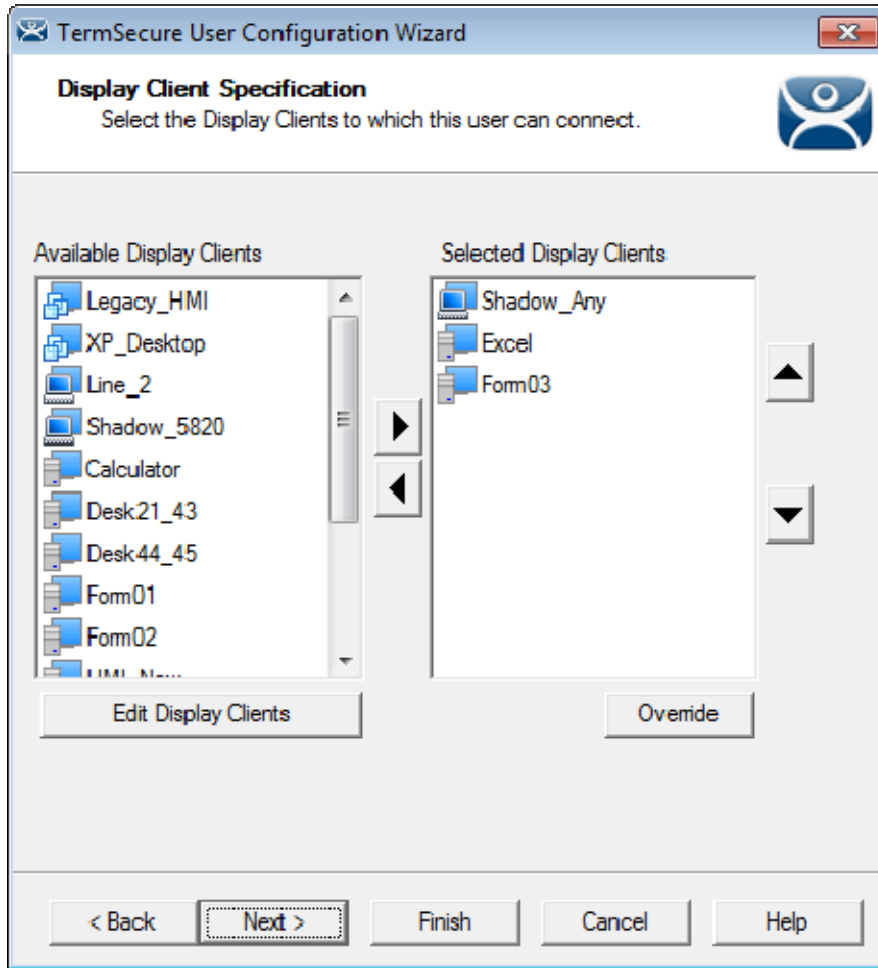 TermSecure User Configuration Wizard
Display Client Specification
Select the Display Clients to which this user can connect.
Available Display Clients
Selected Display Clients
Legacy_HMI
XP_Desktop
Line_2
Shadow_5820
Calculator
Desk21_43
Desk44_45
Form01
Form02
Shadow_Any
Excel
Form03
Edit Display Clients
Override
< Back
Next >
Finish
Cancel
Help